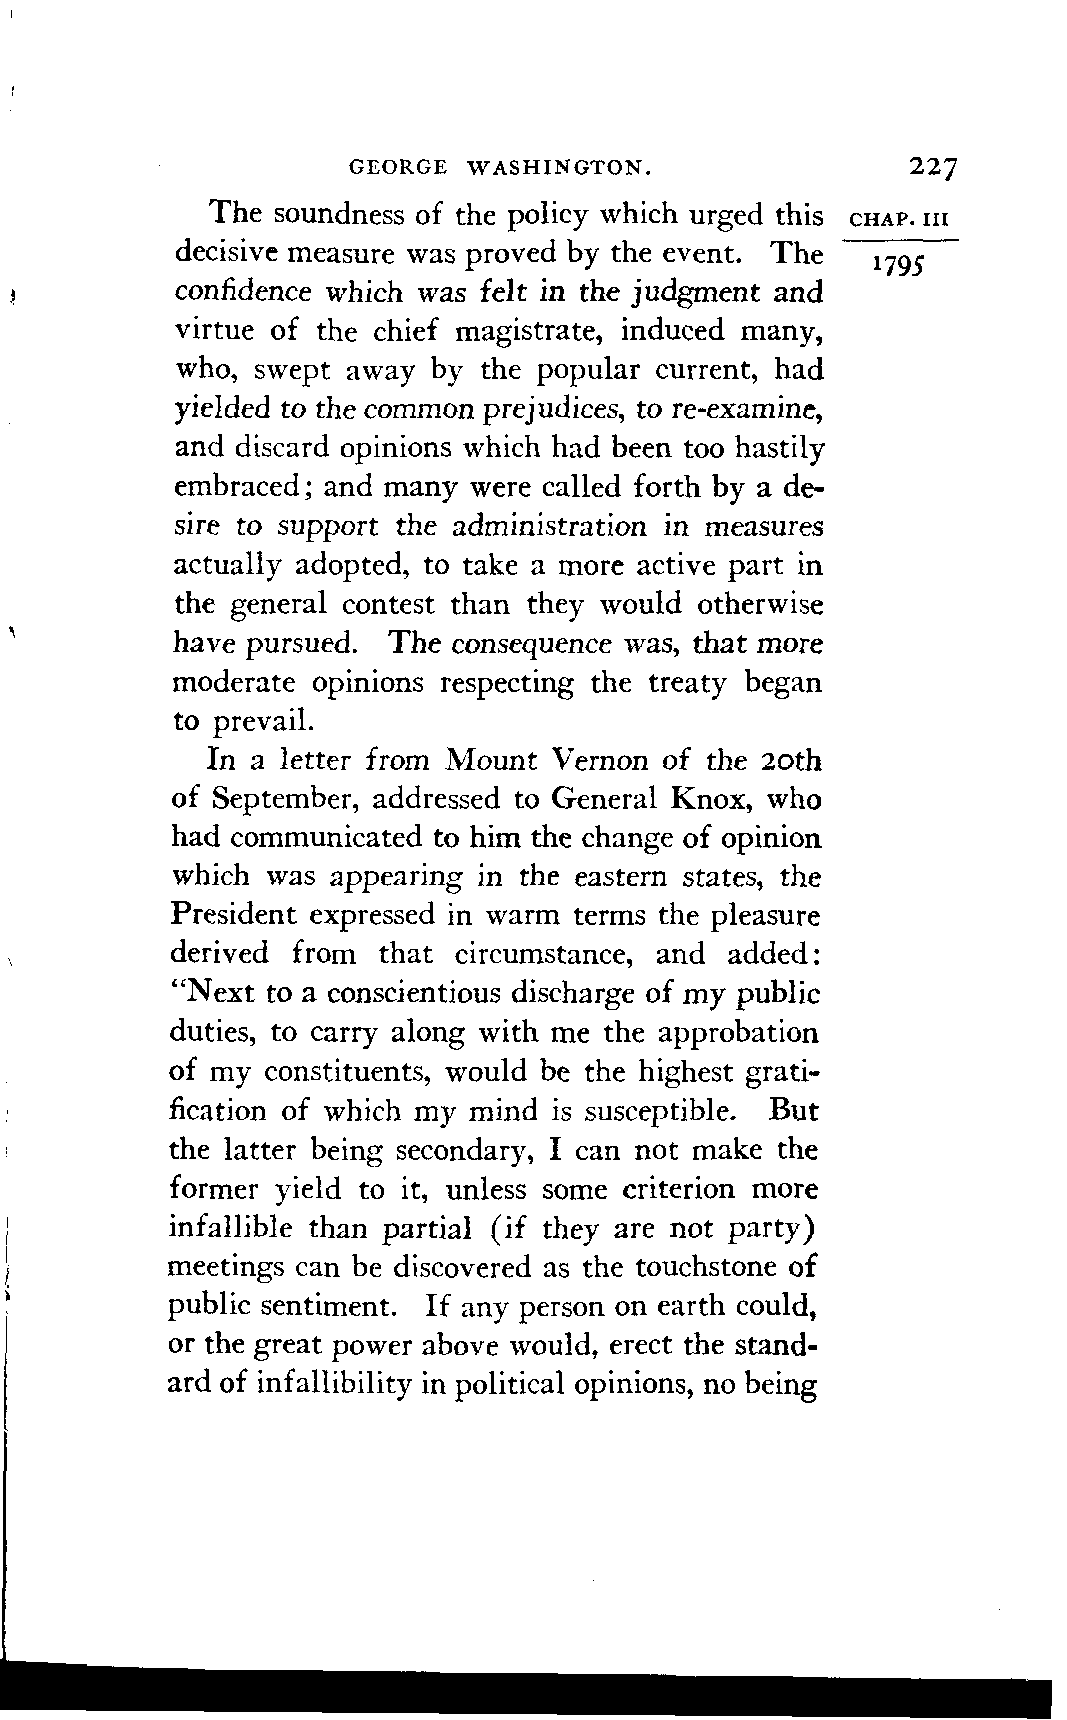 GEORGE WASHINGTON. 227
CHAP. III
1795
The soundness of the policy which urged this
decisive measure was proved by the event. The
confidence which was felt in the judgment and
virtue of the chief magistrate, induced many,
who, swept away by the popular current, had
yielded to the common prejudices, to re-examine,
and discard opinions which had been too hastily
embraced; and many were called forth by a de-
sire to support the administration in measures
actually adopted, to take a more active part in
the general contest than they would otherwise
have pursued. The consequence was, that more
moderate opinions respecting the treaty began
to prevail.
In a letter from Mount Vernon of the 20th
of September, addressed to General Knox, who
had communicated to him the change of opinion
which was appearing in the eastern states, the
President expressed in warm terms the pleasure
derived from that circumstance, and added:
“Next to a conscientious discharge of my public
duties, to carry along with me the approbation
of my constituents, would be the highest grati-
fication of which my mind is susceptible. But
the latter being secondary, I can not make the
former yield to it, unless some criterion more
infallible than partial (if they are not party)
meetings can be discovered as the touchstone of
public sentiment. If any person on earth could,
or the great power above would, erect the stand-
ard of infallibility in political opinions, no being